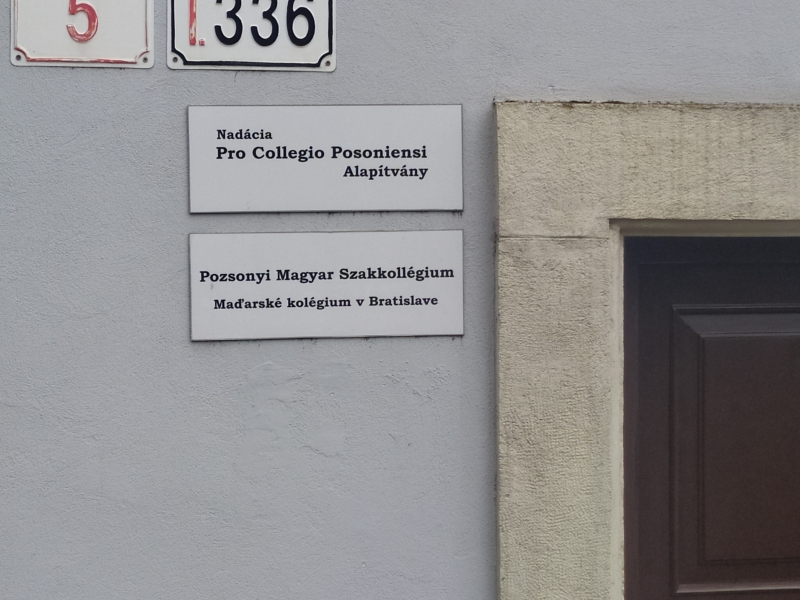 5
I. 336
Nadácia
Pro Collegio Posoniensi
Alapítvány
Pozsonyi Magyar Szakkollégium
Maďarské kolégium v Bratislave